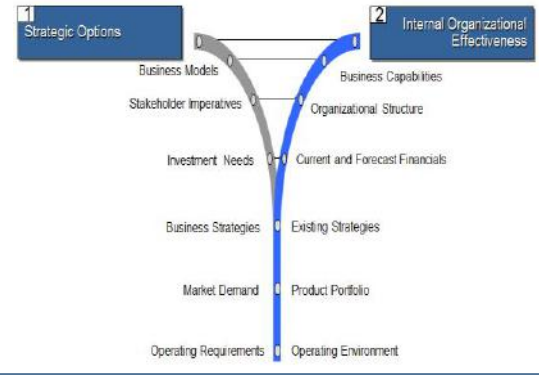 1
Strategic Options
2
Internal Organizational
Effectiveness
Business Models
Business Capabilities
Stakeholder Imperatives
Organizational Structure
Investment Needs
Current and Forecast Financials
Business Strategies
Existing Strategies
Market Demand
Product Portfolio
Operating Requirements
Operating Environment